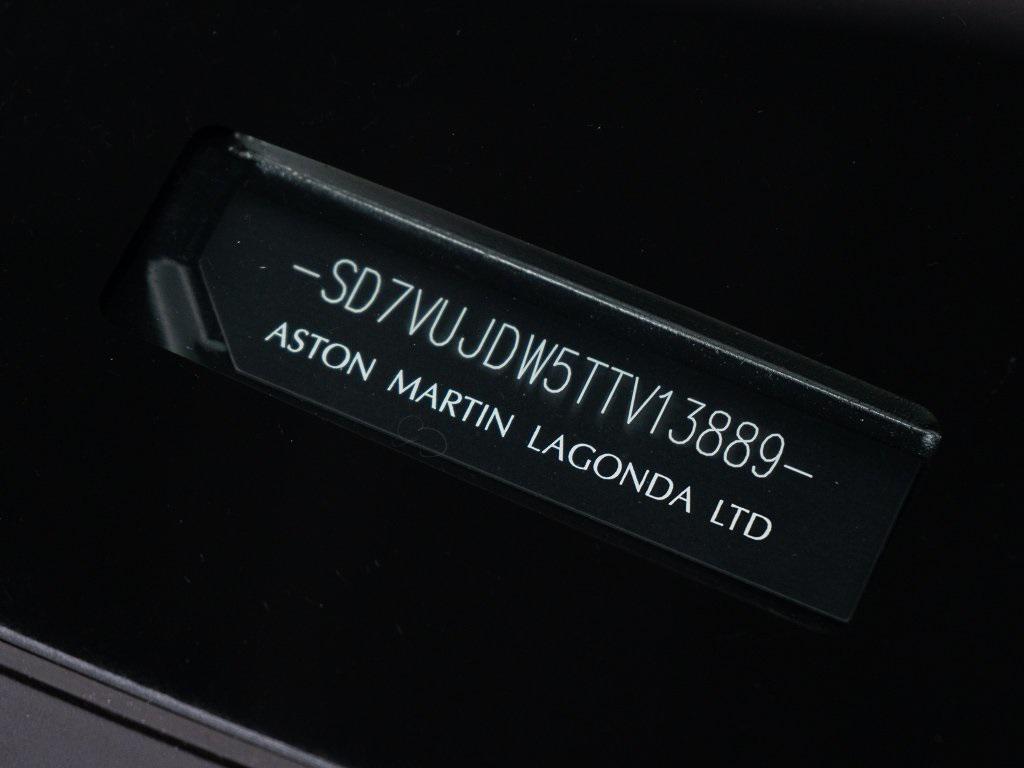 -SD7VUJDW5TTV13889-
ASTON MARTIN LAGONDA LTD